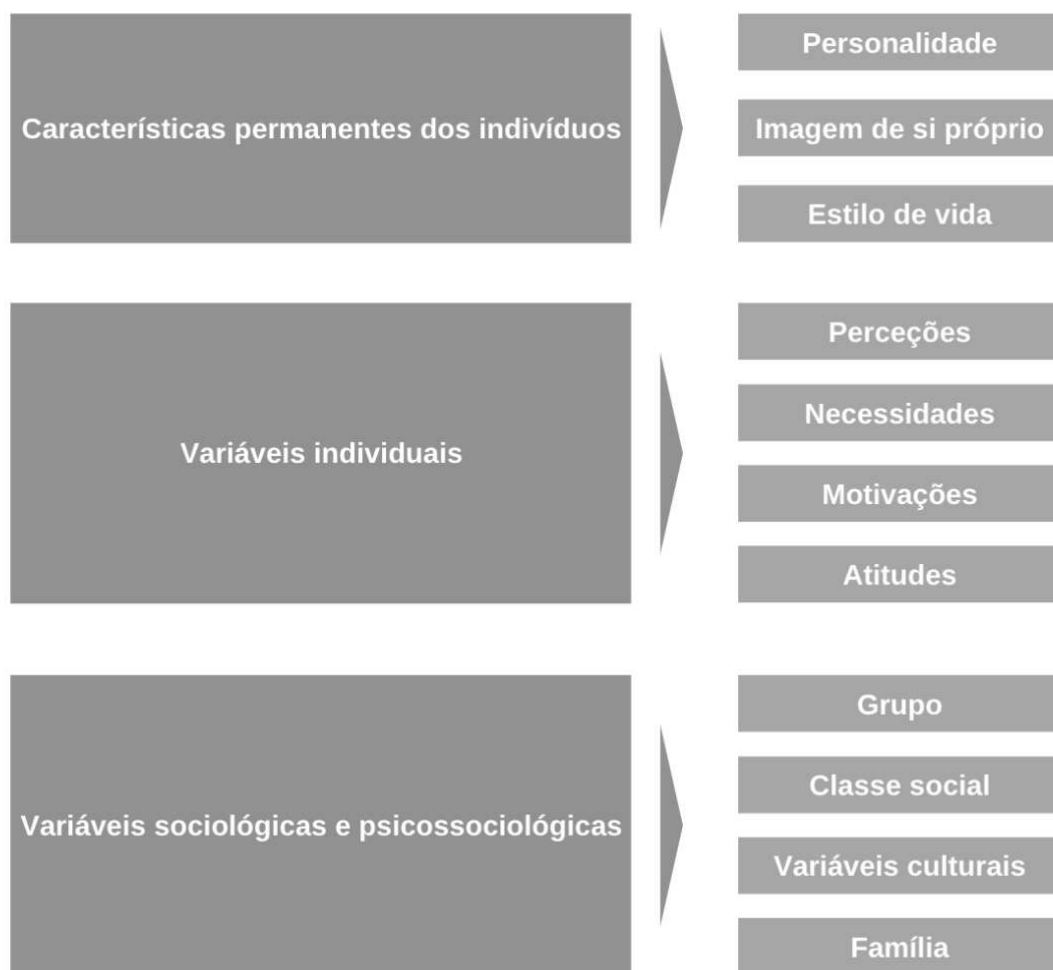 Características permanentes dos indivíduos
Personalidade
Imagem de si próprio
Estilo de vida
Variáveis individuais
Perceções
Necessidades
Motivações
Atitudes
Variáveis sociológicas e psicossociológicas
Grupo
Classe social
Variáveis culturais
Família